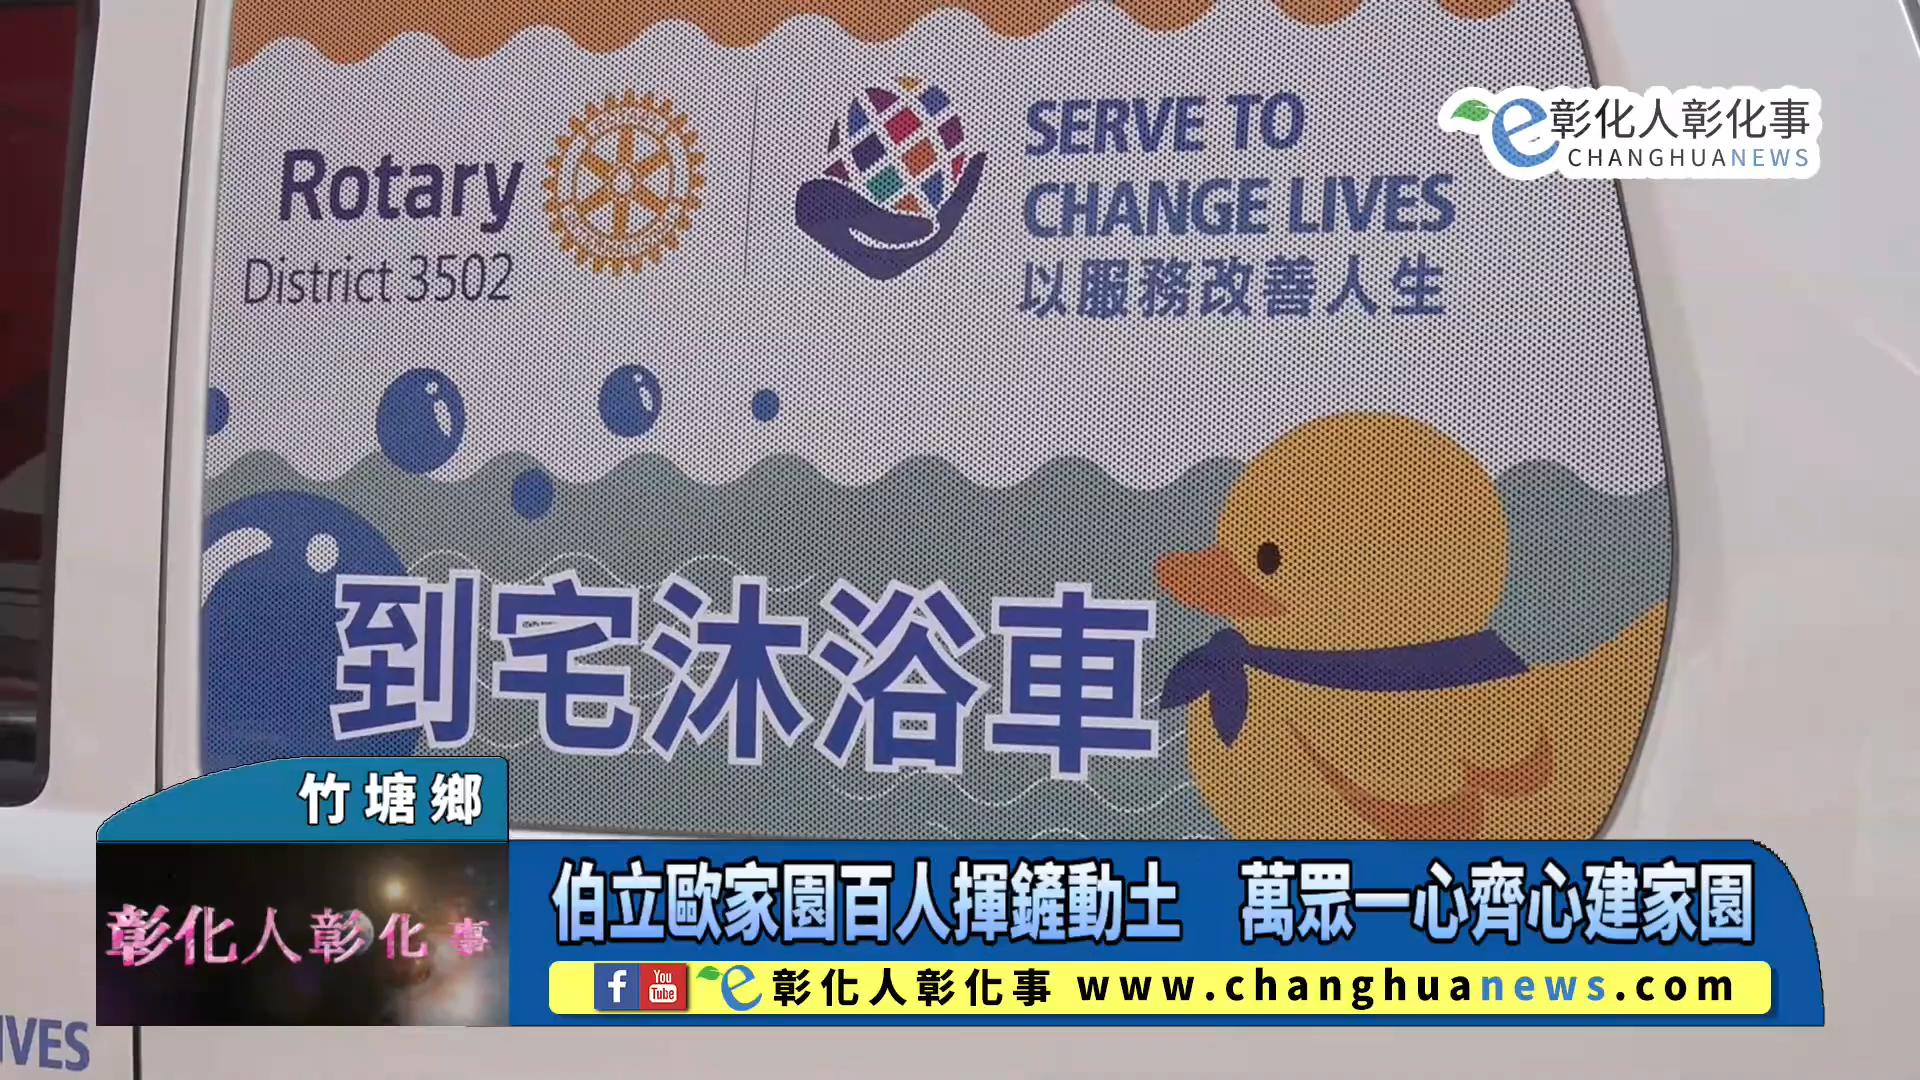 Rotary
District 3502
SERVE TO
CHANGE LIVES
以服務改善人生
e彰化人彰化事
CHANGHUANEWS
到宅沐浴車
竹塘鄉
彰化人彰化事
伯立歐家園百人揮鏟動土 萬眾一心齊心建家園
f You Tube e彰化人彰化事 www.changhuanews.com
IVES